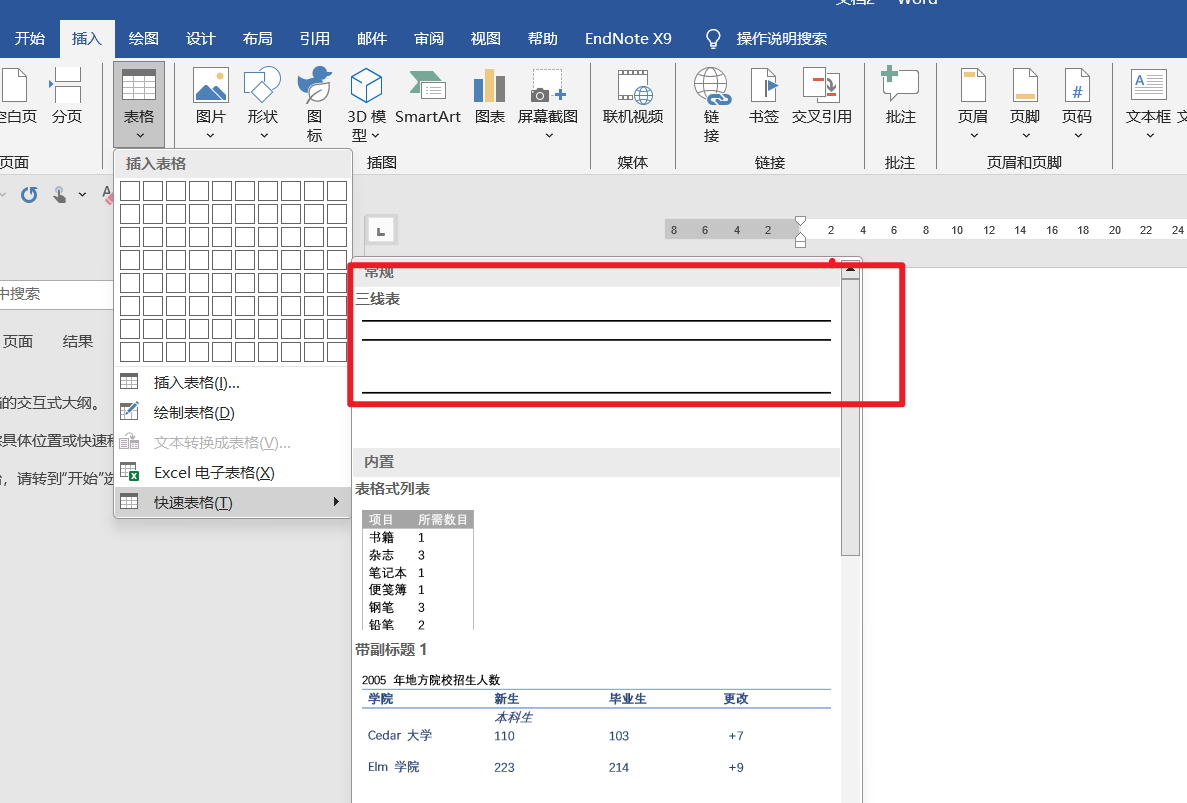 开始 插入 绘图 设计 布局 引用 邮件 审阅 视图 帮助 EndNote X9 操作说明搜索
空白页 分页 表格 图片 形状 图标 3D 模型 SmartArt 图表 屏幕截图 联机视频 链接 书签 交叉引用 批注 页眉 页脚 页码 文本框
页面 插图 媒体 链接 批注 页眉和页脚
插入表格
8 6 4 2 2 4 6 8 10 12 14 16 18 20 22 24
中搜索
页面 结果
的交互式大纲。
具体位置或快速
，请转到“开始”选
插入表格(I)...
绘制表格(D)
文本转换成表格(V)...
Excel 电子表格(X)
快速表格(T)
常规
三线表
内置
表格式列表
项目 所需数目
书籍 1
杂志 3
笔记本 1
便笺簿 1
钢笔 3
铅笔 2
带副标题 1
2005 年地方院校招生人数
学院 新生 毕业生 更改
本科生
Cedar 大学 110 103 +7
Elm 学院 223 214 +9